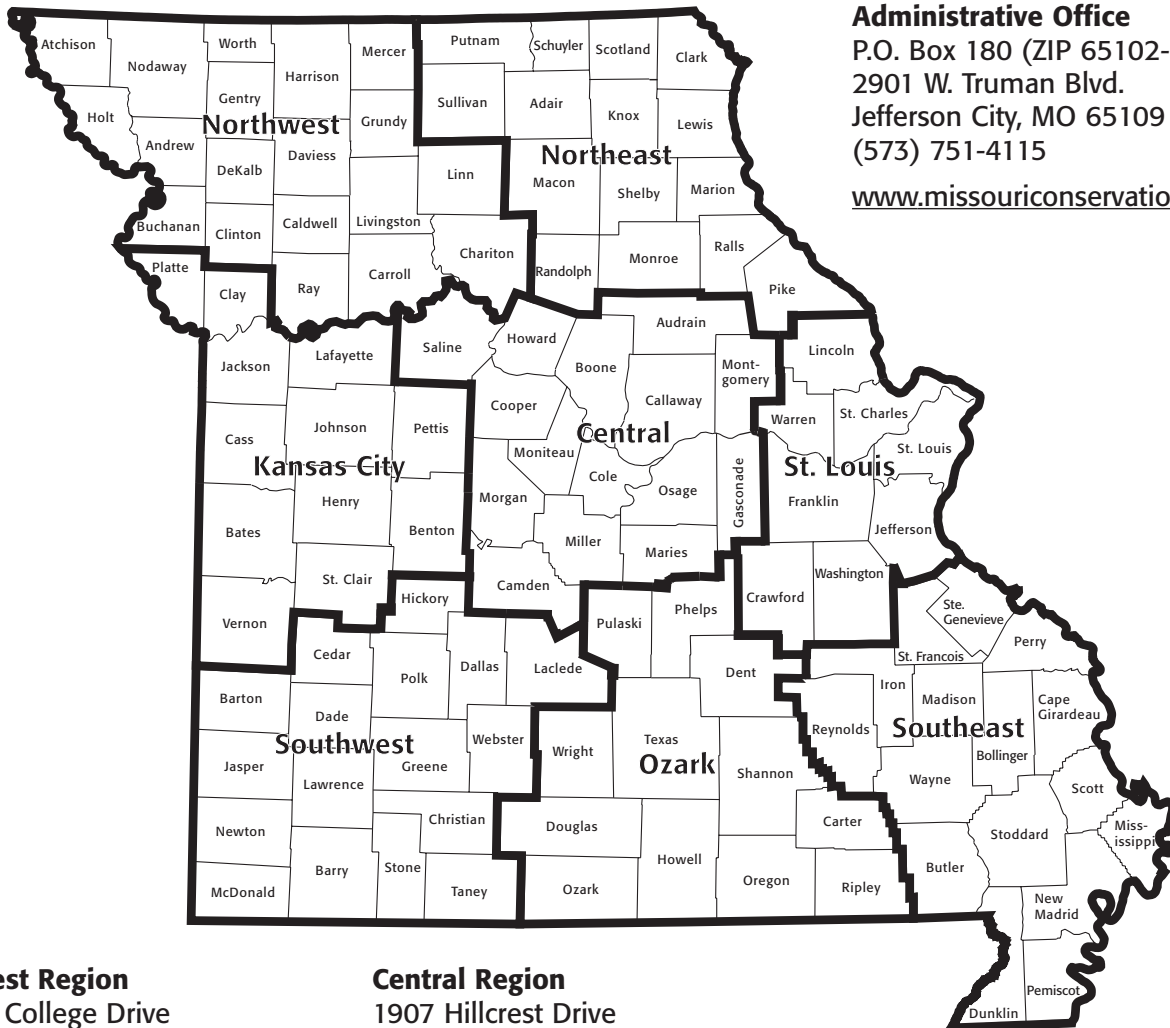 Administrative Office
P.O. Box 180 (ZIP 65102-
2901 W. Truman Blvd.
Jefferson City, MO 65109
(573) 751-4115
www.missouriconservatio
Atchison
Nodaway
Worth
Harrison
Mercer
Putnam
Schuyler
Scotland
Clark
Holt
Gentry
Grundy
Sullivan
Adair
Knox
Lewis
Northwest
Northeast
Andrew
DeKalb
Daviess
Linn
Macon
Shelby
Marion
Buchanan
Clinton
Caldwell
Livingston
Chariton
Randolph
Monroe
Ralls
Pike
Platte
Clay
Ray
Carroll
Jackson
Lafayette
Saline
Howard
Boone
Audrain
Mont-
gomery
Lincoln
Cooper
Callaway
Warren
St. Charles
Cass
Johnson
Pettis
Central
Moniteau
St. Louis
Kansas City
St. Louis
Henry
Morgan
Cole
Osage
Gasconade
Franklin
Bates
Benton
Miller
Maries
Jefferson
St. Clair
Camden
Crawford
Washington
Vernon
Hickory
Pulaski
Phelps
Ste.
Genevieve
Perry
Cedar
Polk
Dallas
Laclede
Dent
St. Francois
Barton
Dade
Webster
Iron
Madison
Cape
Girardeau
Southwest
Wright
Texas
Reynolds
Southeast
Bollinger
Jasper
Lawrence
Greene
Ozark
Shannon
Wayne
Scott
Newton
Christian
Douglas
Carter
Stoddard
Miss-
issippi
McDonald
Barry
Stone
Taney
Ozark
Howell
Oregon
Ripley
Butler
New
Madrid
Pemiscot
Dunklin
est Region
College Drive
Central Region
1907 Hillcrest Drive